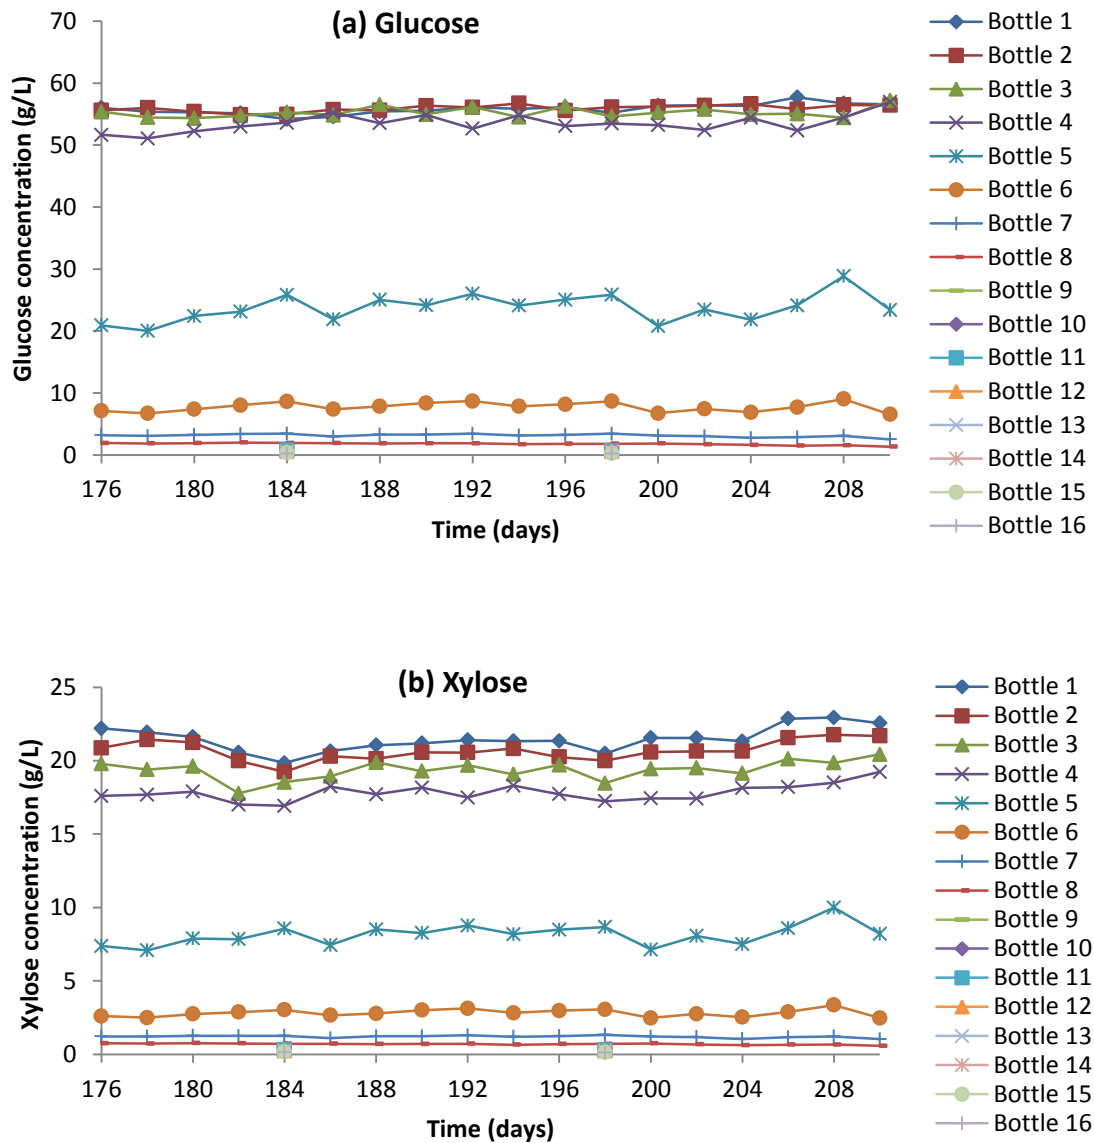 (a) Glucose
Glucose concentration (g/L)
70
60
50
40
30
20
10
0
176 180 184 188 192 196 200 204 208
Time (days)
Bottle 1
Bottle 2
Bottle 3
Bottle 4
Bottle 5
Bottle 6
Bottle 7
Bottle 8
Bottle 9
Bottle 10
Bottle 11
Bottle 12
Bottle 13
Bottle 14
Bottle 15
Bottle 16
(b) Xylose
Xylose concentration (g/L)
25
20
15
10
5
0
176 180 184 188 192 196 200 204 208
Time (days)
Bottle 1
Bottle 2
Bottle 3
Bottle 4
Bottle 5
Bottle 6
Bottle 7
Bottle 8
Bottle 9
Bottle 10
Bottle 11
Bottle 12
Bottle 13
Bottle 14
Bottle 15
Bottle 16